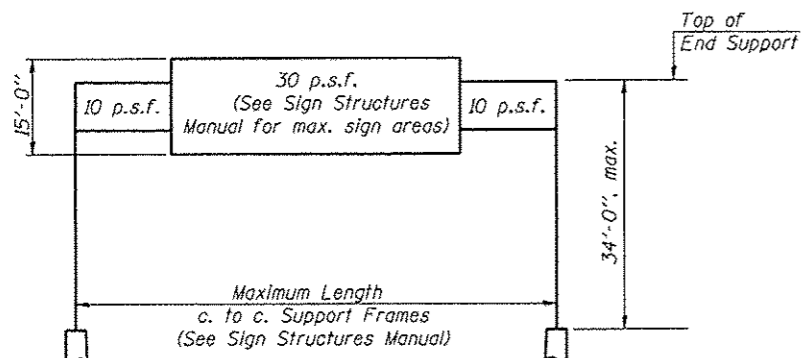 Top of
End Support
15'-0"
10 p.s.f.
30 p.s.f.
(See Sign Structures
Manual for max. sign areas)
10 p.s.f.
34'-0", max.
Maximum Length
c. to c. Support Frames
(See Sign Structures Manual)